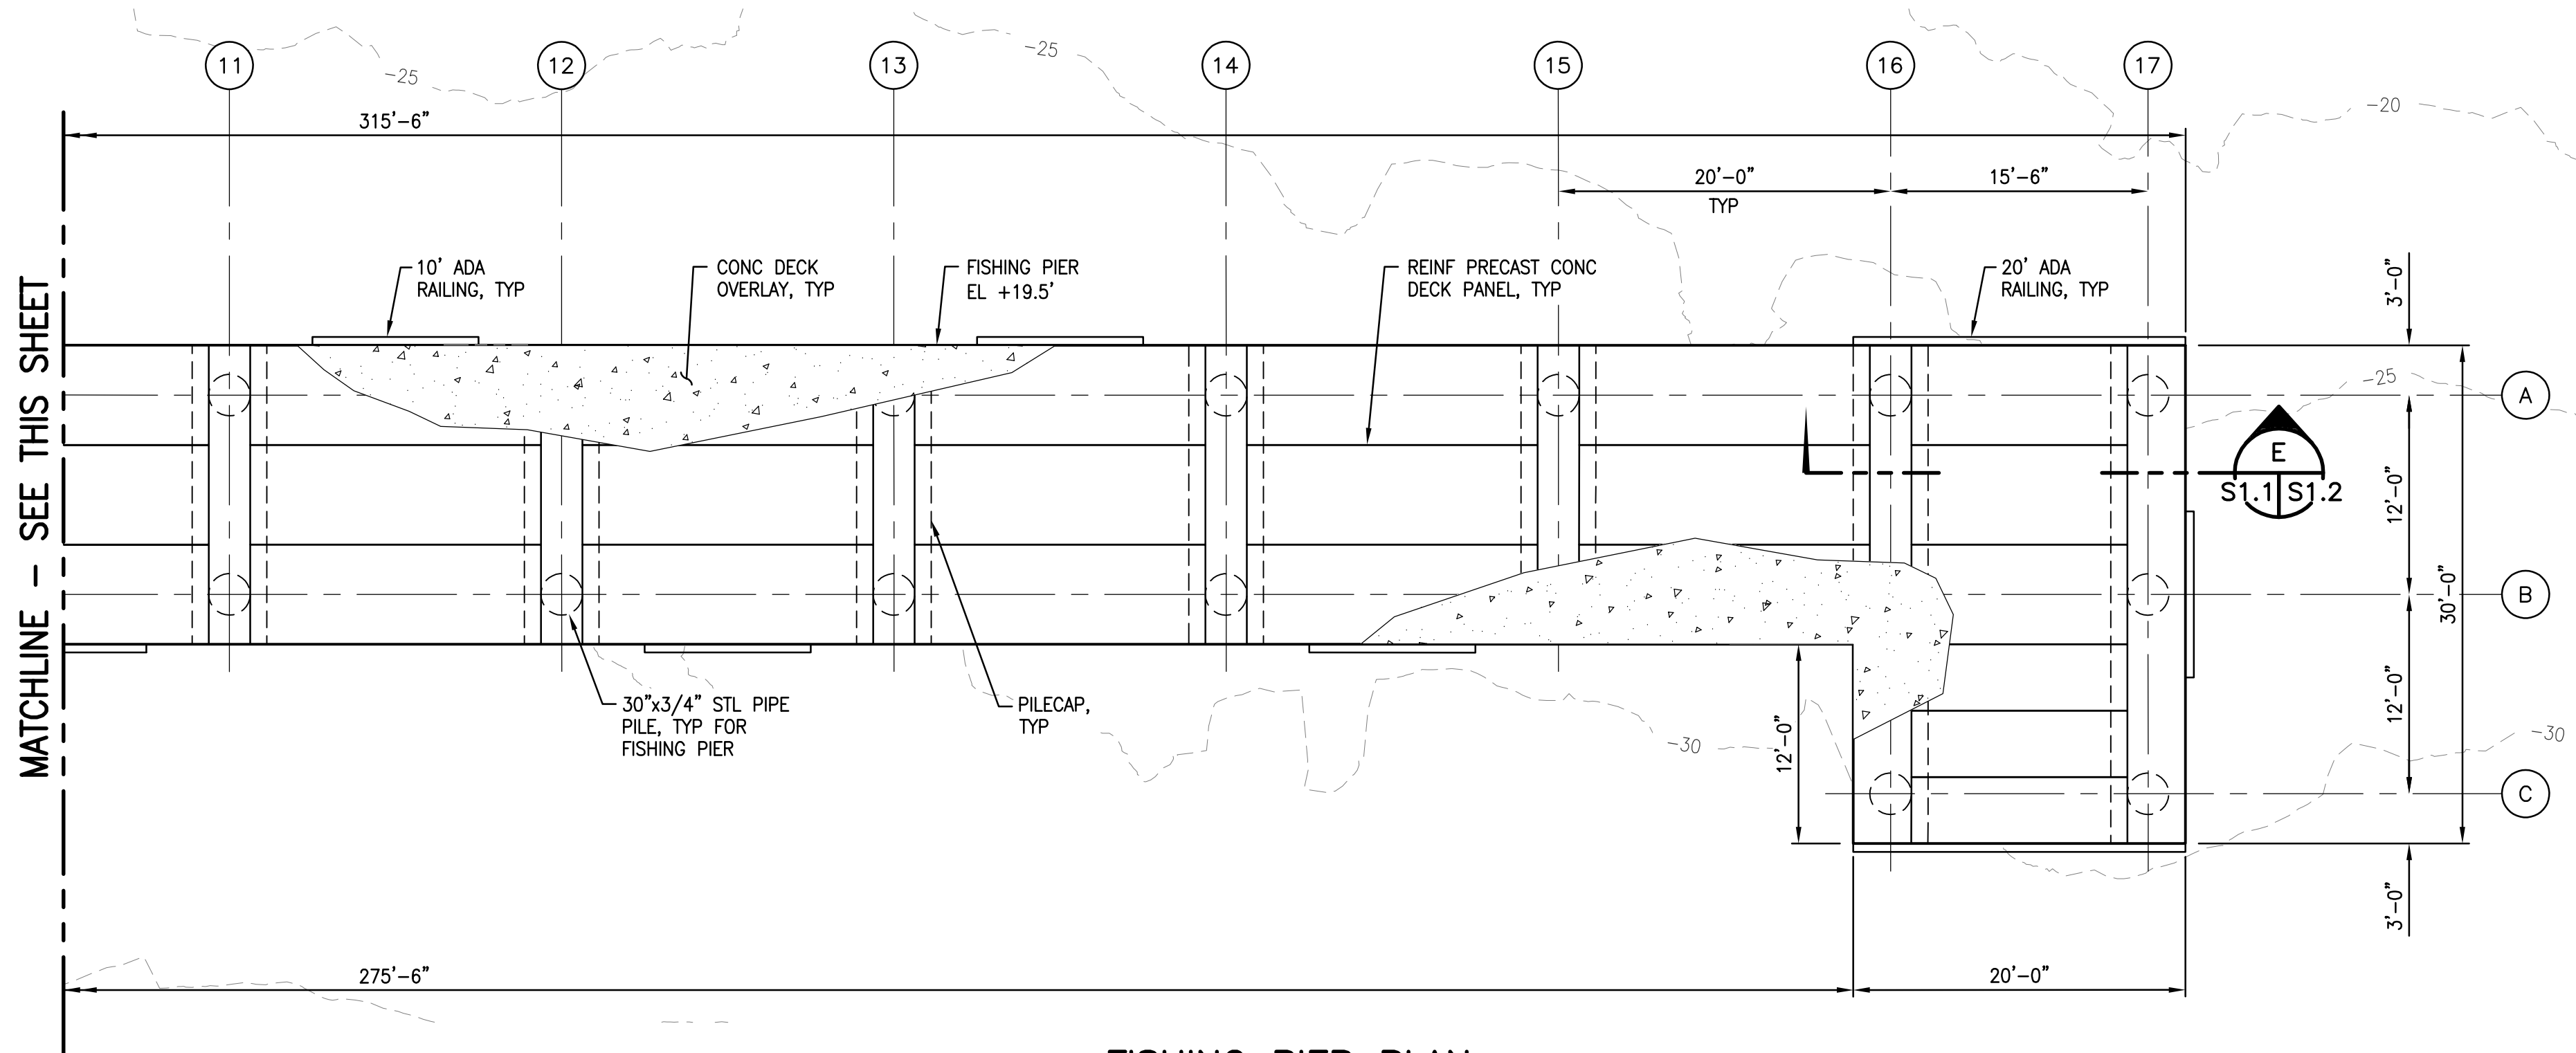 11
12
13
14
15
16
17
-25
-25
-20
315'-6"
20'-0"
TYP
15'-6"
10' ADA
RAILING, TYP
CONC DECK
OVERLAY, TYP
FISHING PIER
EL +19.5'
REINF PRECAST CONC
DECK PANEL, TYP
20' ADA
RAILING, TYP
3'-0"
MATCHLINE - SEE THIS SHEET
-25
A
E
S1.1
S1.2
12'-0"
30'-0"
B
30"x3/4" STL PIPE
PILE, TYP FOR
FISHING PIER
PILECAP,
TYP
-30
12'-0"
12'-0"
-30
C
3'-0"
275'-6"
20'-0"
FISHING PIER PLAN